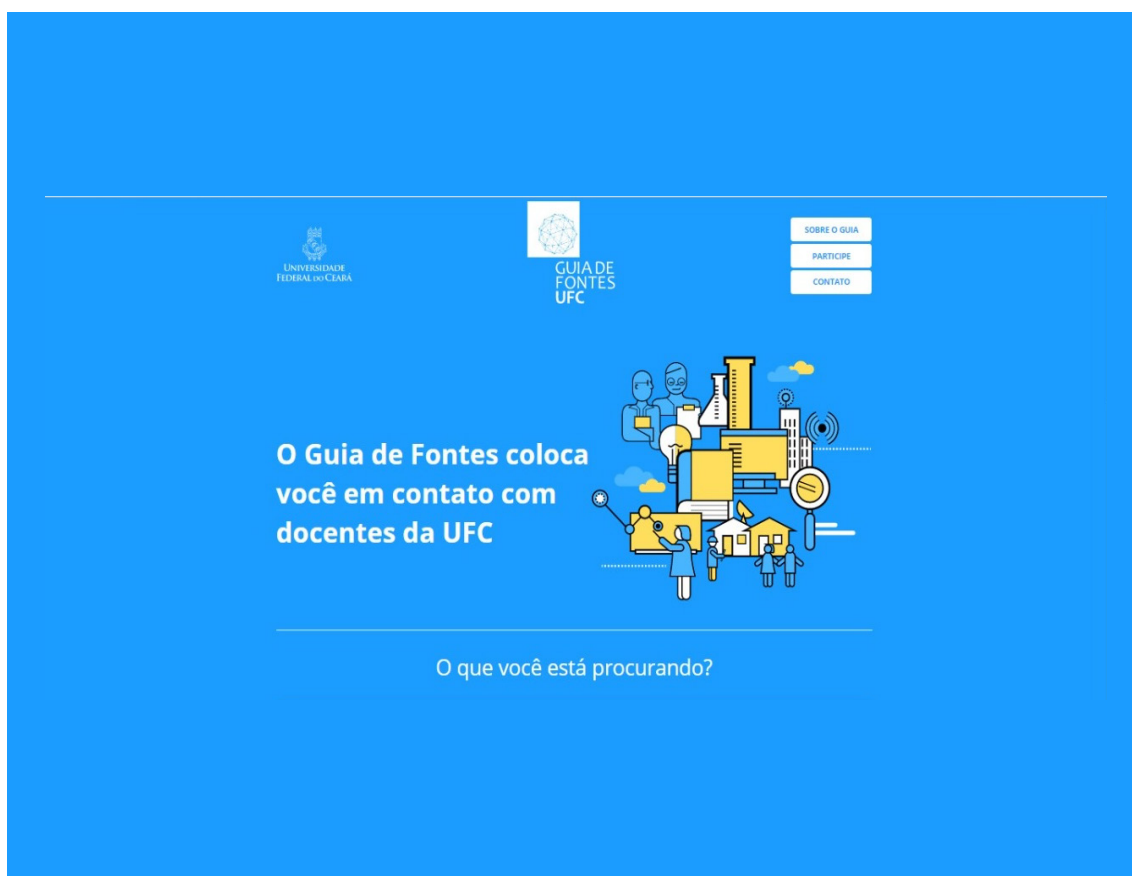 UNIVERSIDADE
FEDERAL DO CEARÁ
GUIA DE
FONTES
UFC
SOBRE O GUIA
PARTICIPE
CONTATO
O Guia de Fontes coloca
você em contato com
docentes da UFC
O que você está procurando?